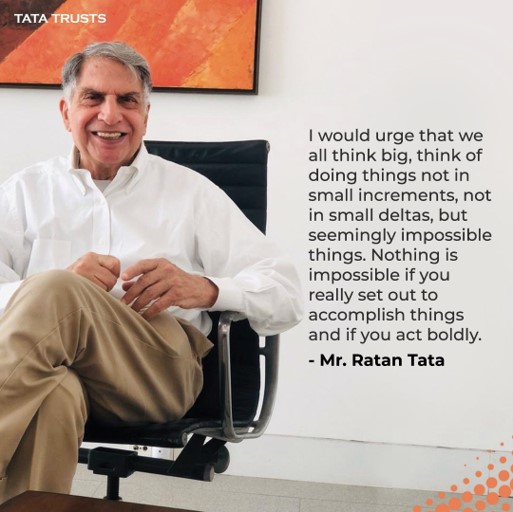 TATA TRUSTS
I would urge that we
all think big, think of
doing things not in
small increments, not
in small deltas, but
seemingly impossible
things. Nothing is
impossible if you
really set out to
accomplish things
and if you act boldly.
- Mr. Ratan Tata